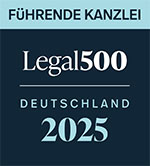 FÜHRENDE KANZLEI
Legal500
DEUTSCHLAND
2025